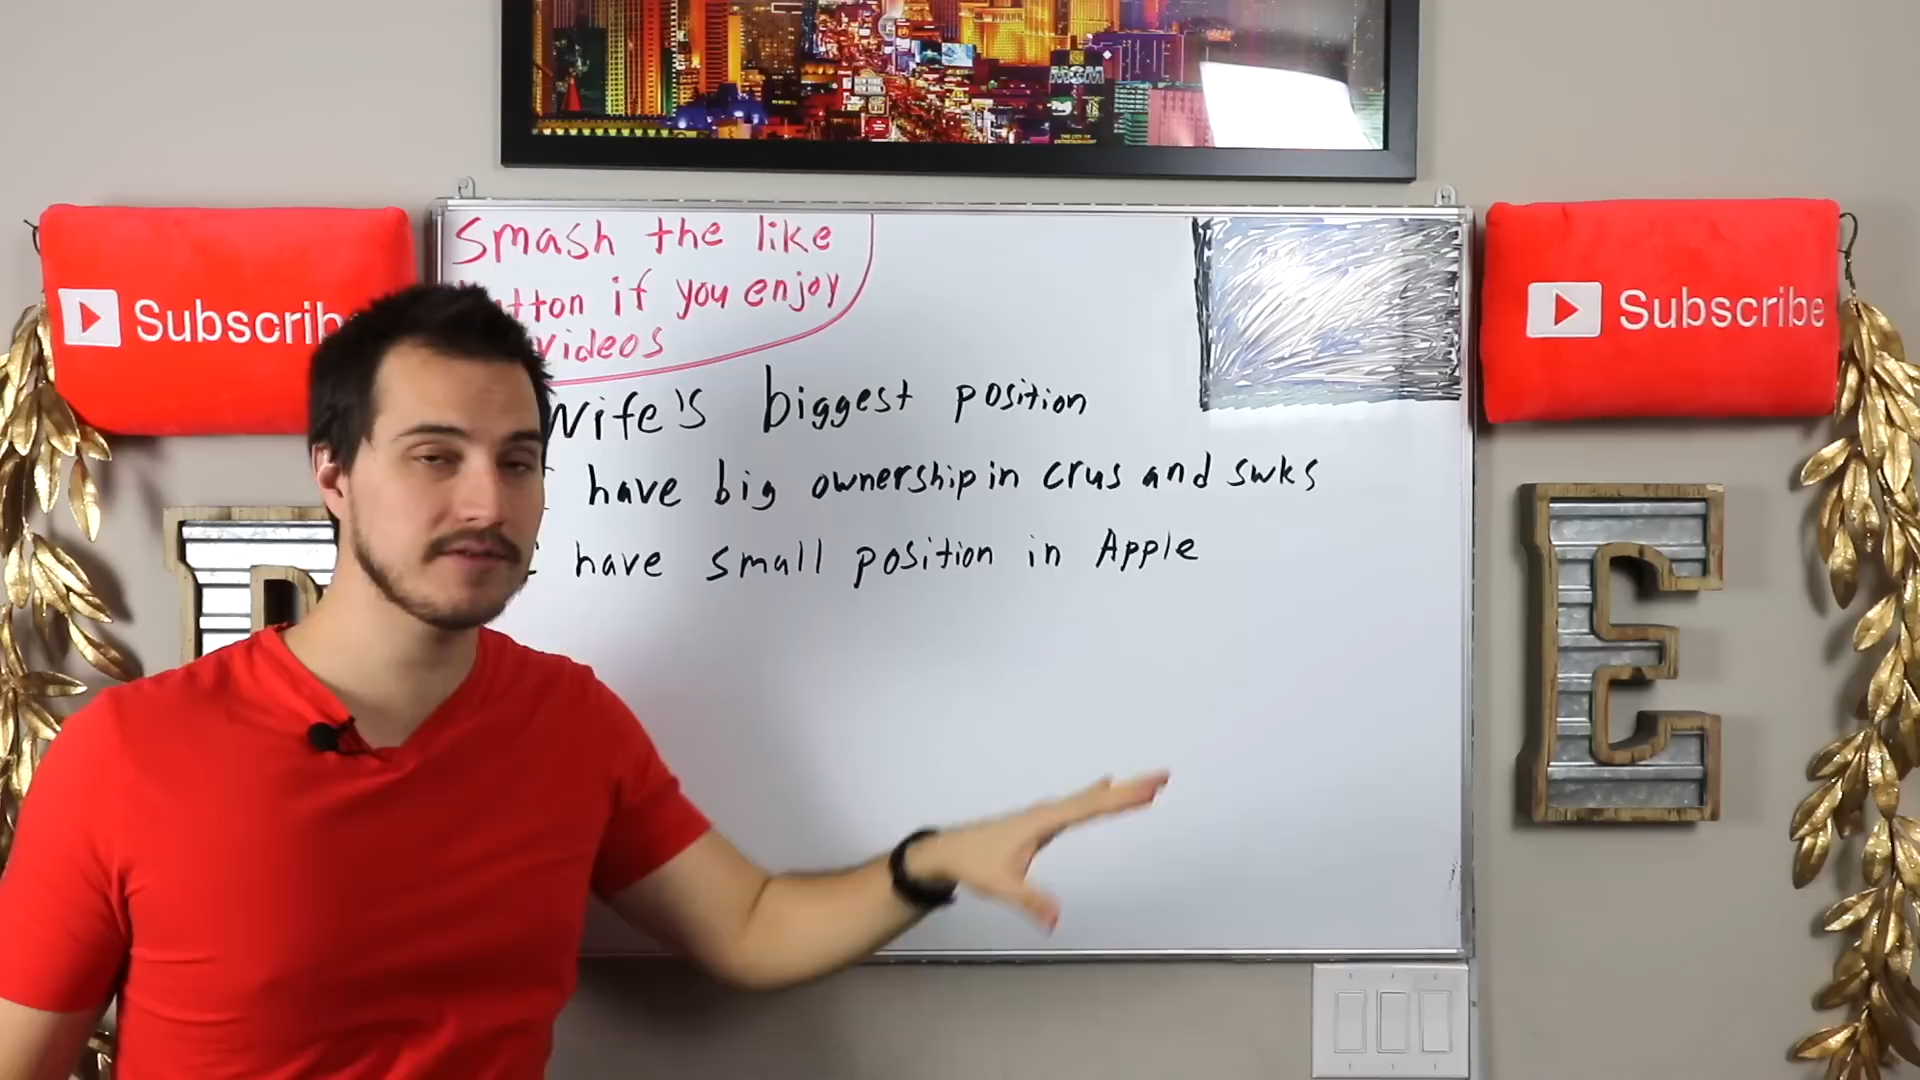 MGM
Smash the like
button if you enjoy
videos
Subscribe
Subscribe
Wife's biggest position
I have big ownership in crus and swks
I have small position in Apple
E